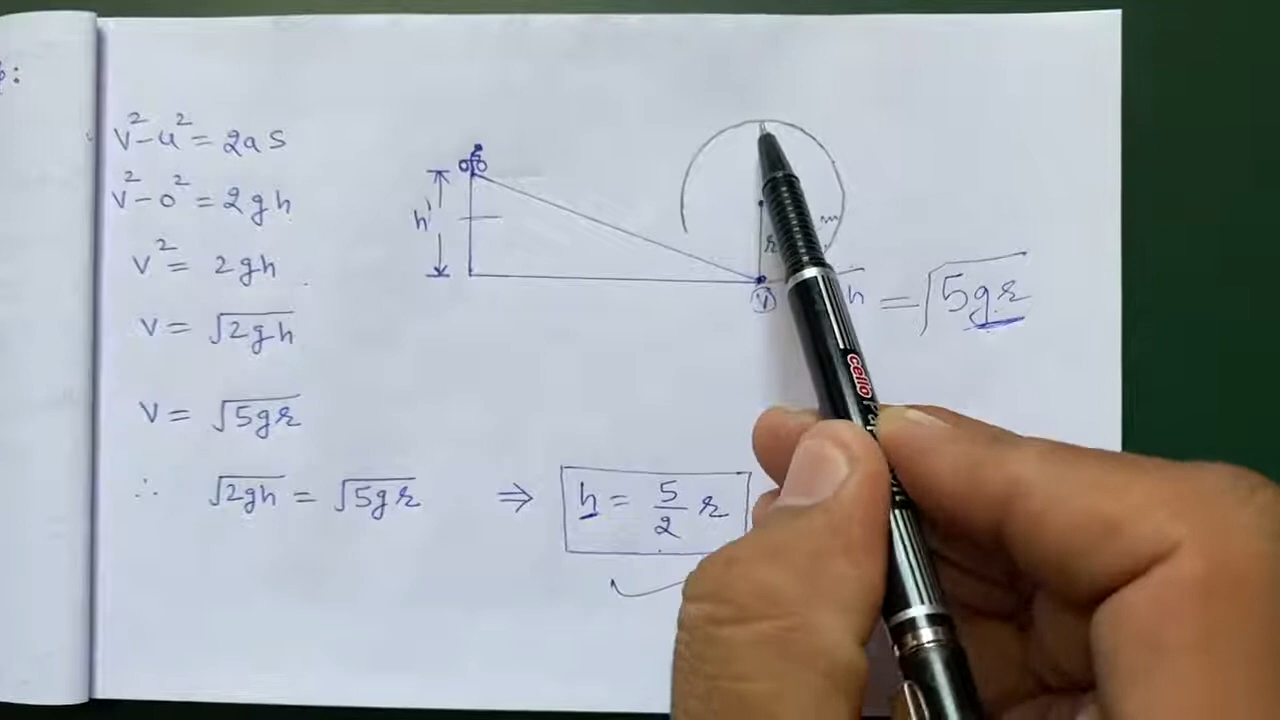 :
v² - u² = 2as
v² - 0² = 2gh
v² = 2gh
v = √2gh
v = √5gr
∴ √2gh = √5gr ⇒ h = 5/2 r
h'
r
m
v
h = √5gr
cello